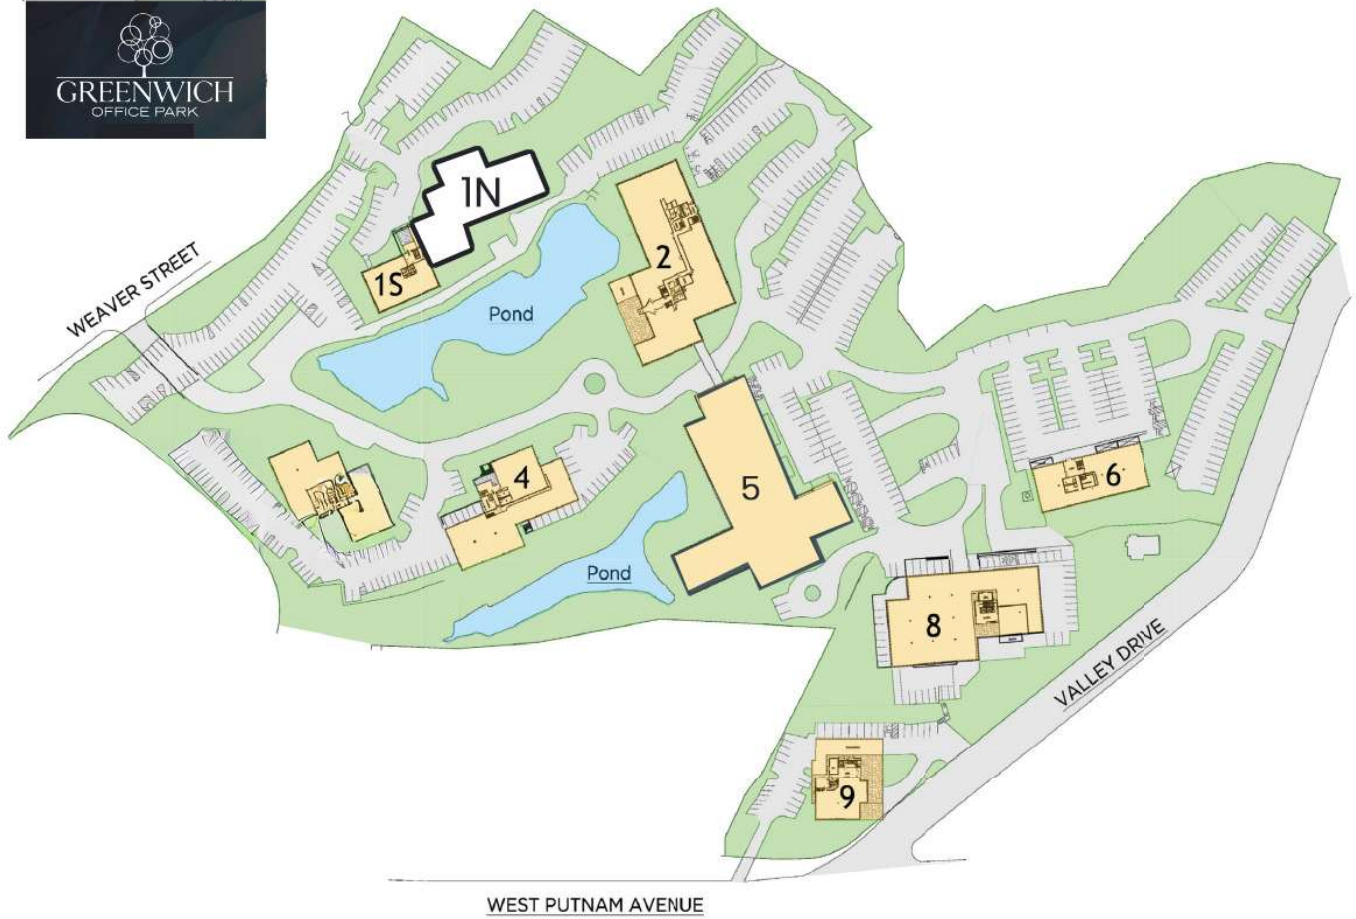 GREENWICH
OFFICE PARK
1N
1S
2
WEAVER STREET
Pond
4
5
6
Pond
8
VALLEY DRIVE
9
WEST PUTNAM AVENUE